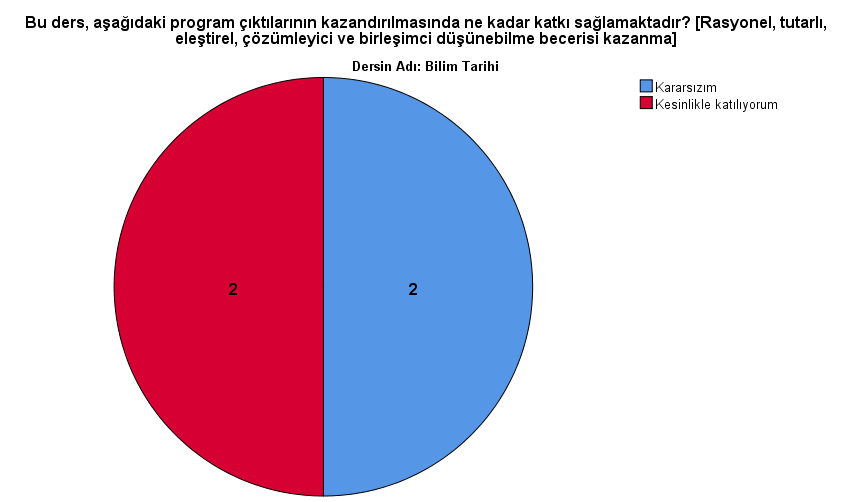 Bu ders, aşağıdaki program çıktılarının kazandırılmasında ne kadar katkı sağlamaktadır? [Rasyonel, tutarlı,
eleştirel, çözümleyici ve birleşimci düşünebilme becerisi kazanma]
Dersin Adı: Bilim Tarihi
Kararsızım
Kesinlikle katılıyorum
2
2